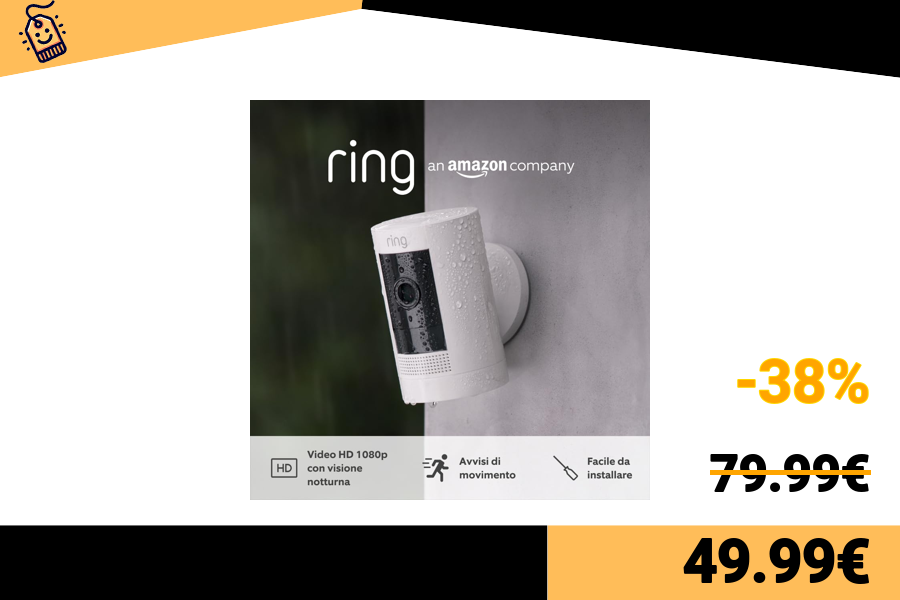 ring an amazon company
ring
HD
Video HD 1080p
con visione
notturna
Avvisi di
movimento
Facile da
installare
-38%
79.99€
49.99€